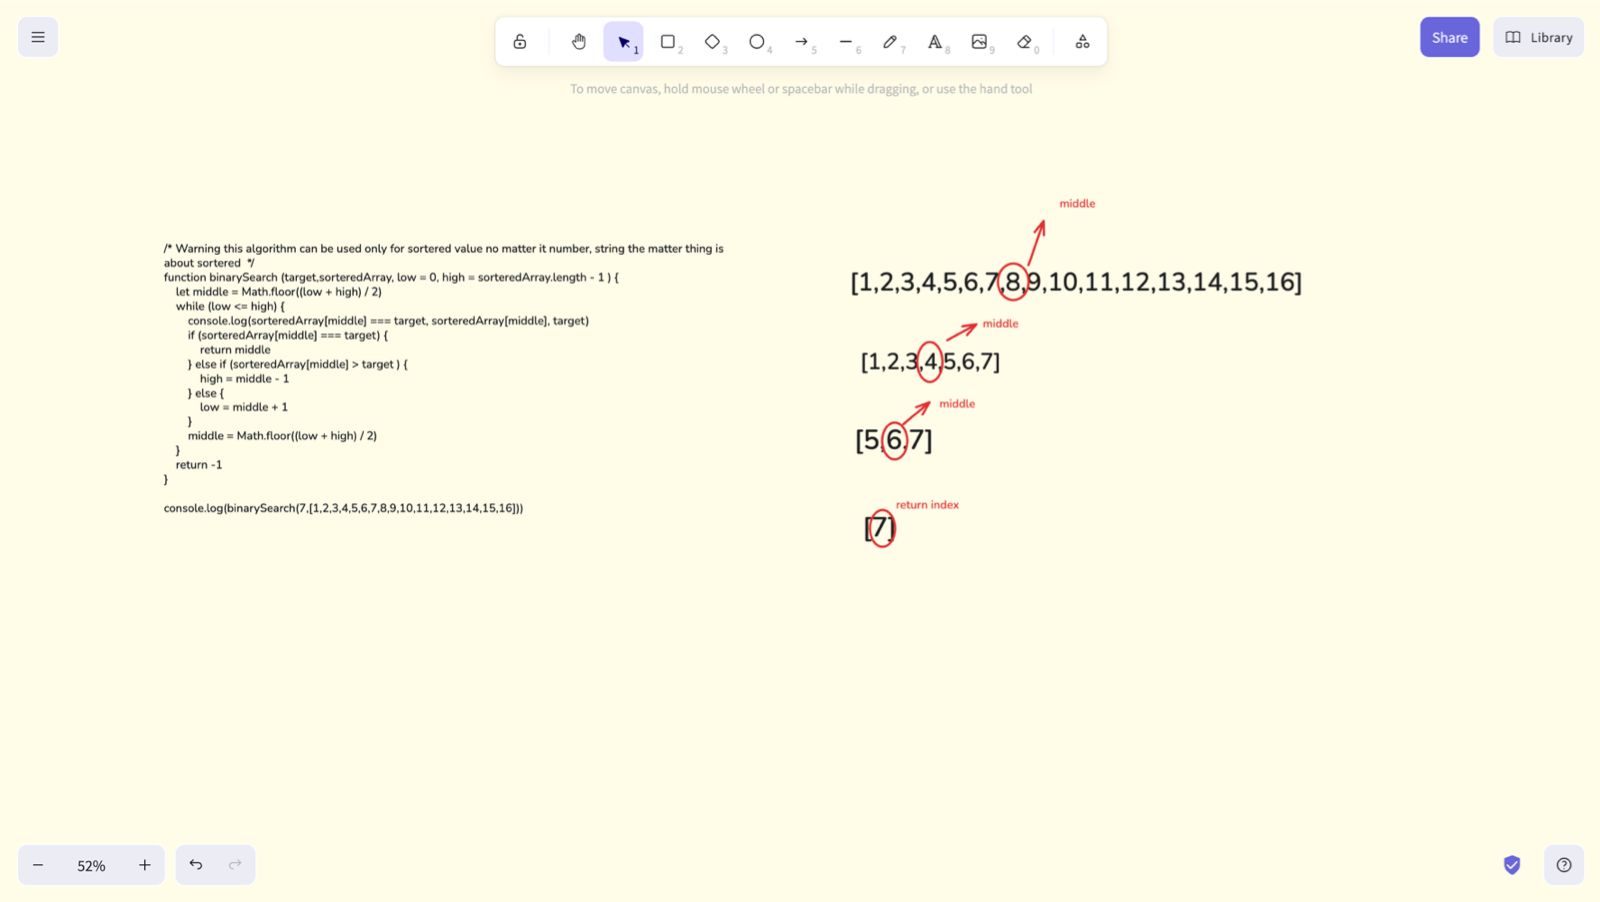 1
2
3
4
5
6
7
8
9
0
Share
Library
To move canvas, hold mouse wheel or spacebar while dragging, or use the hand tool
/* Warning this algorithm can be used only for sortered value no matter it number, string the matter thing is
about sortered */
function binarySearch (target,sorteredArray, low = 0, high = sorteredArray.length - 1 ) {
let middle = Math.floor((low + high) / 2)
while (low <= high) {
console.log(sorteredArray[middle] === target, sorteredArray[middle], target)
if (sorteredArray[middle] === target) {
return middle
} else if (sorteredArray[middle] > target ) {
high = middle - 1
} else {
low = middle + 1
}
middle = Math.floor((low + high) / 2)
}
return -1
}
console.log(binarySearch(7,[1,2,3,4,5,6,7,8,9,10,11,12,13,14,15,16]))
middle
[1,2,3,4,5,6,7,8,9,10,11,12,13,14,15,16]
middle
[1,2,3,4,5,6,7]
middle
[5,6,7]
return index
[7]
52%